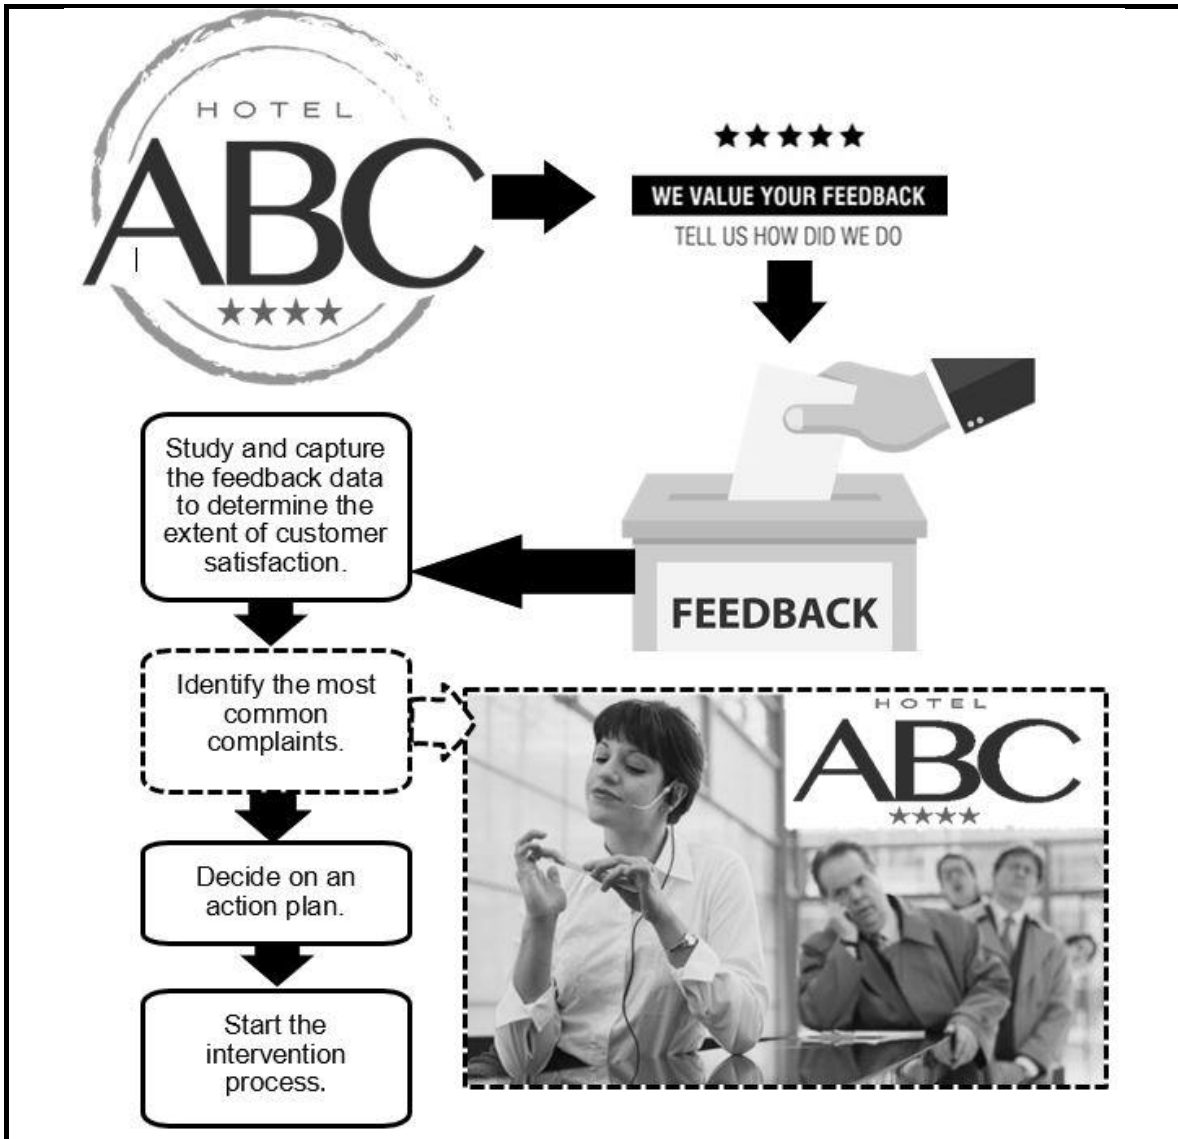 HOTEL
ABC
WE VALUE YOUR FEEDBACK
TELL US HOW DID WE DO
FEEDBACK
Study and capture
the feedback data
to determine the
extent of customer
satisfaction.
Identify the most
common
complaints.
HOTEL
ABC
Decide on an
action plan.
Start the
intervention
process.